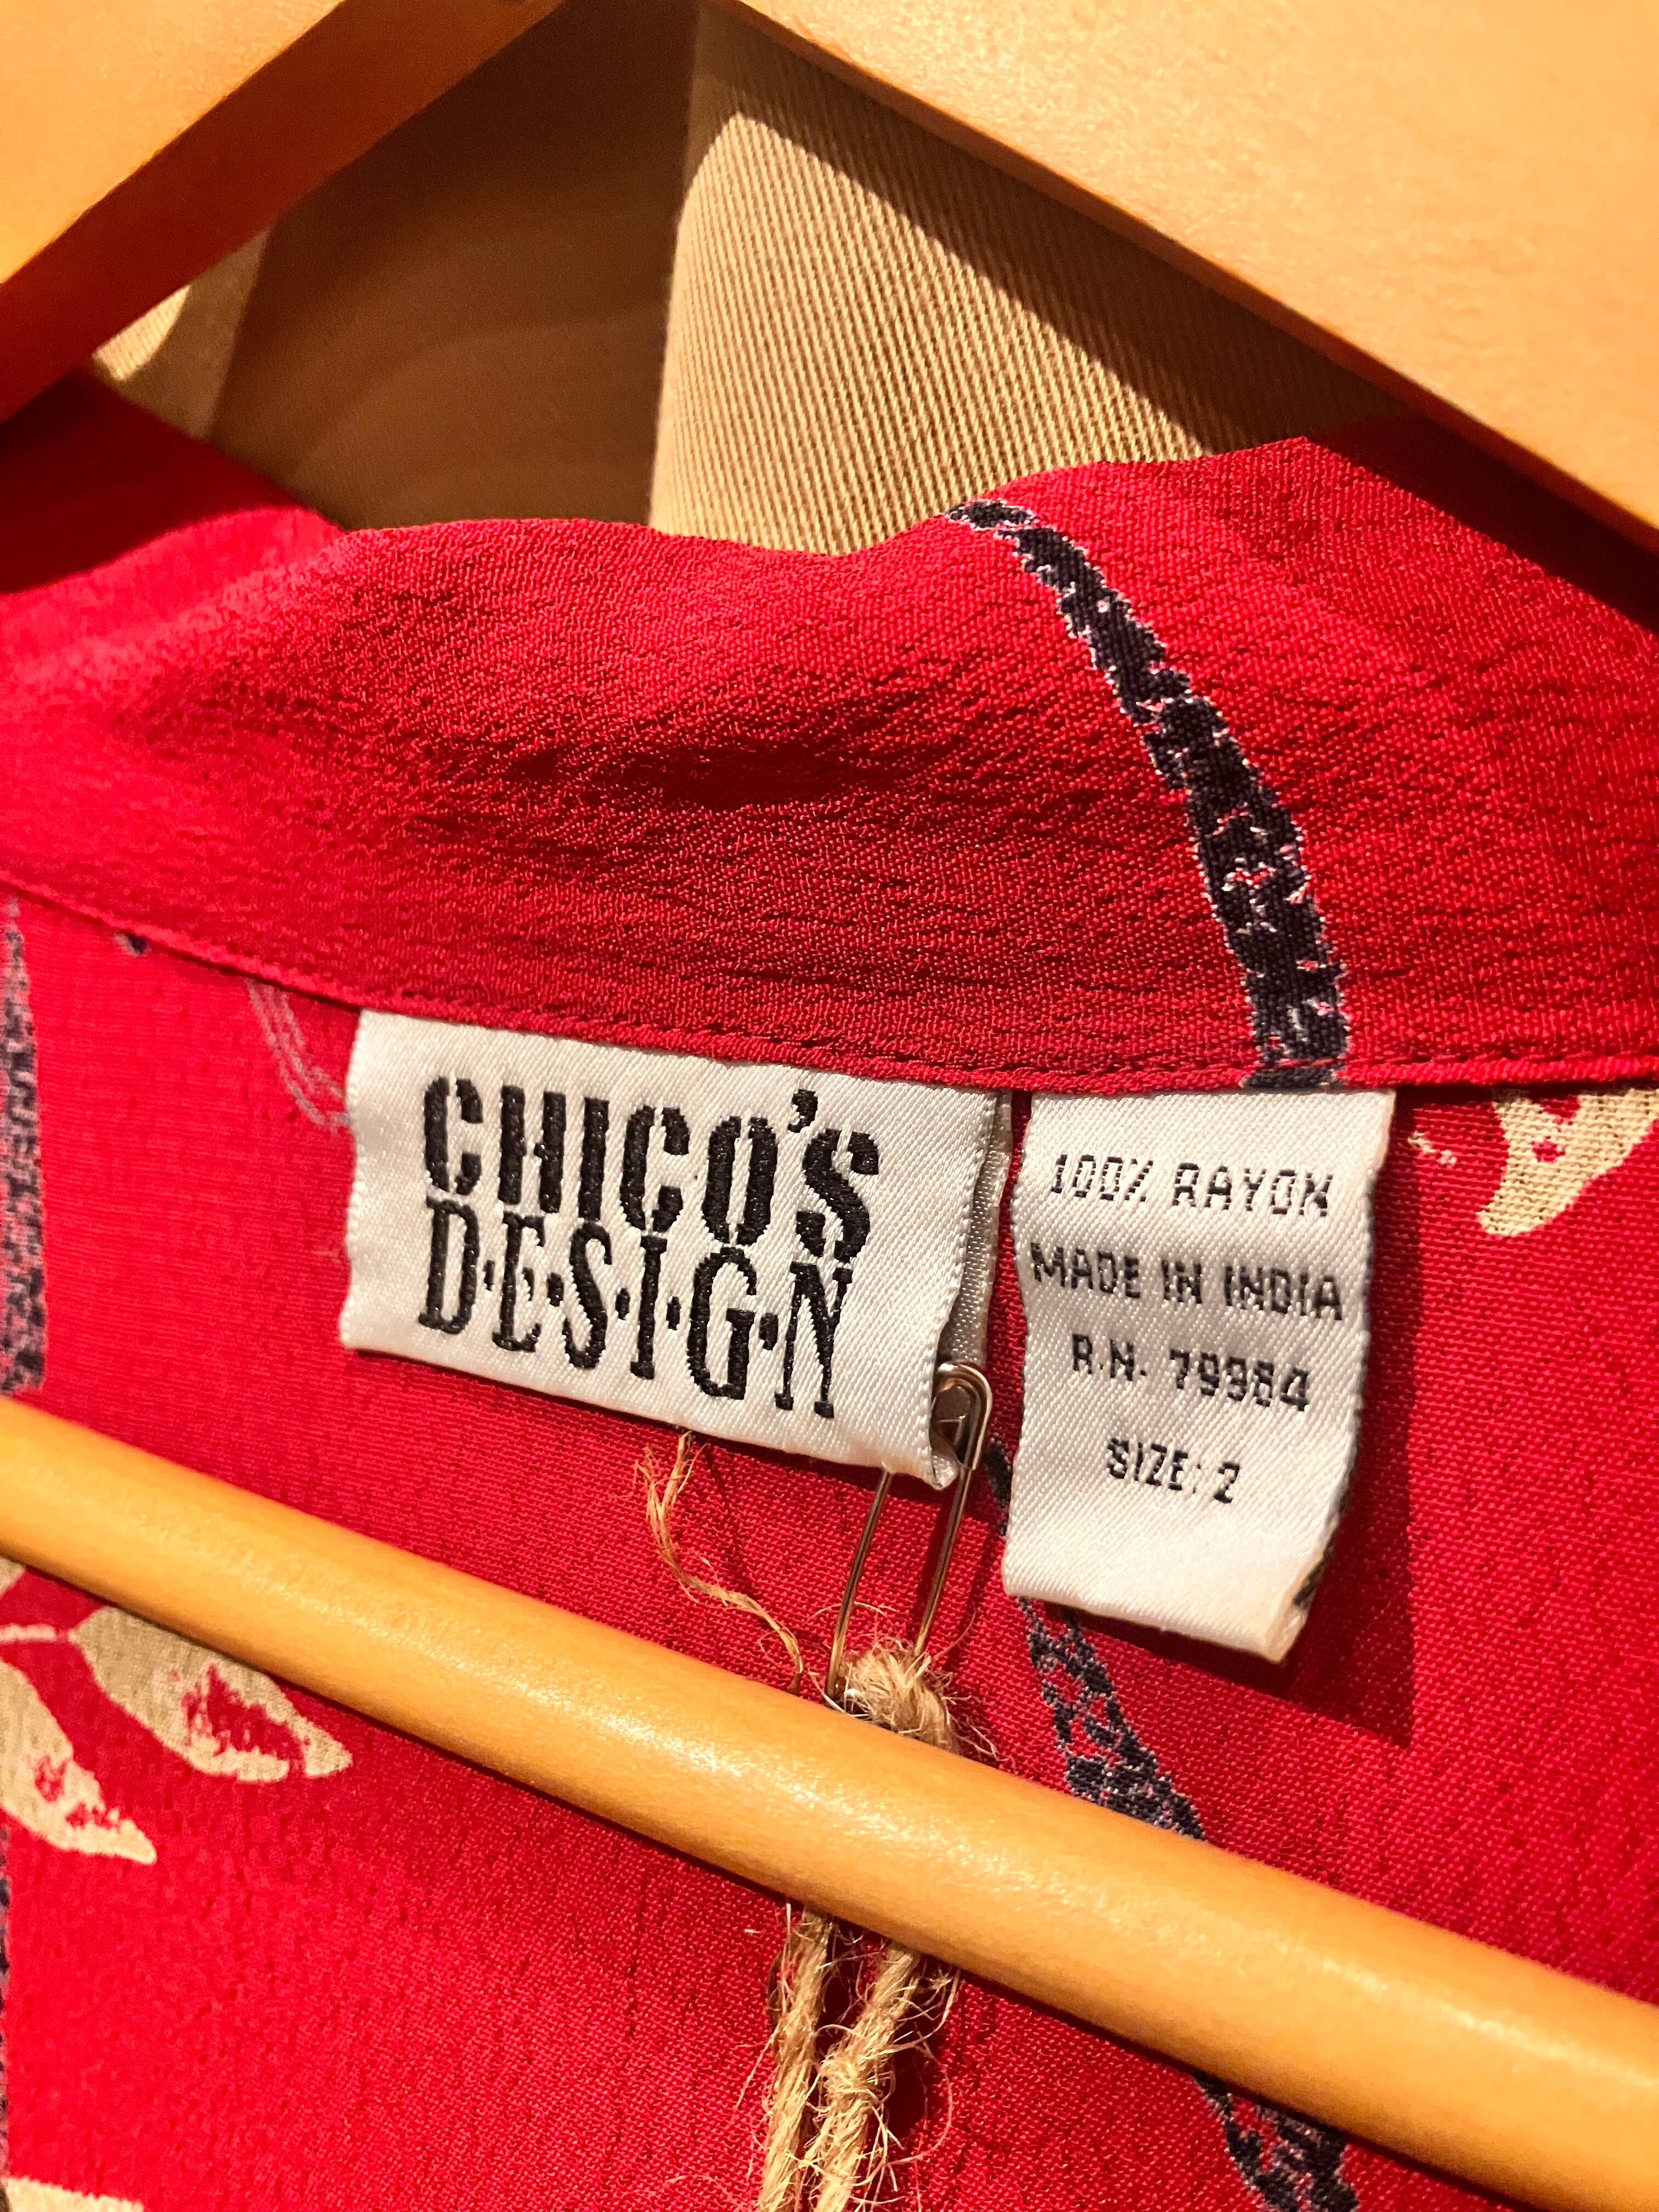 CHICO'S
D·E·S·I·G·N
100% RAYON
MADE IN INDIA
R.N. 79984
SIZE: 2